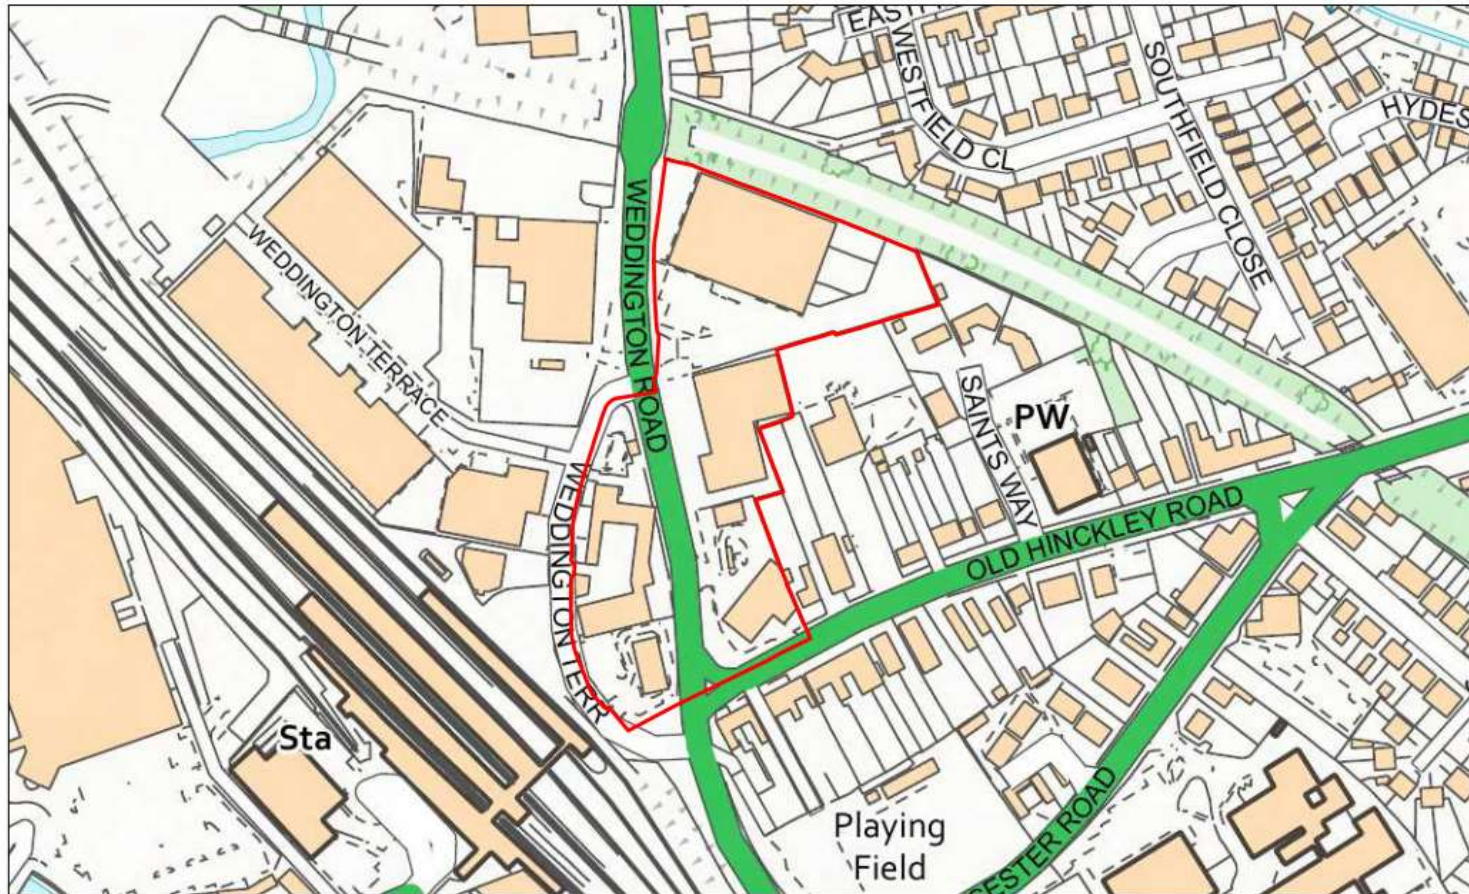 EAST
WESTFIELD CL
SOUTHFIELD CLOSE
HYDES
WEDDINGTON ROAD
WEDDINGTON TERRACE
SAINTS WAY
PW
WEDDINGTON TERR
OLD HINCKLEY ROAD
Sta
Playing
Field
ESTER ROAD